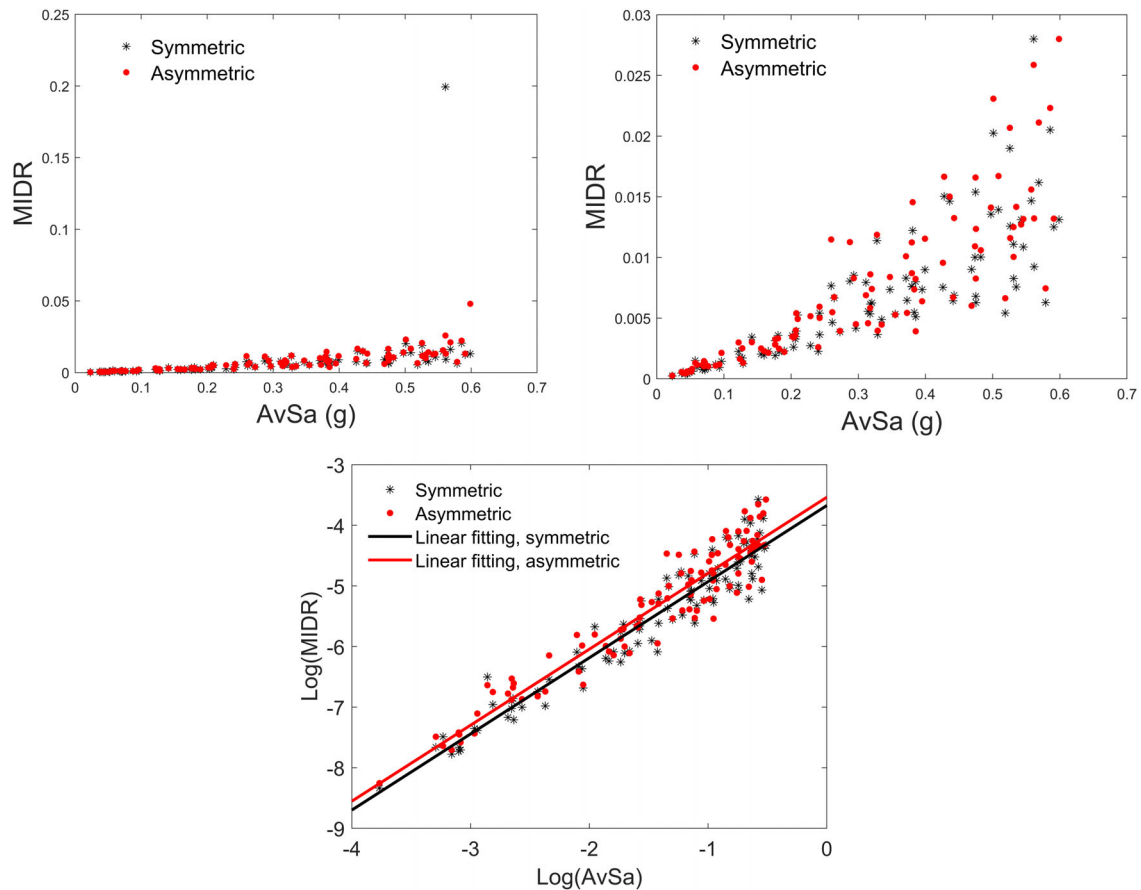 0.25
0.2
0.15
0.1
0.05
0
MIDR
Symmetric
Asymmetric
0 0.1 0.2 0.3 0.4 0.5 0.6 0.7
AvSa (g)
0.03
0.025
0.02
0.015
0.01
0.005
0
MIDR
Symmetric
Asymmetric
0 0.1 0.2 0.3 0.4 0.5 0.6 0.7
AvSa (g)
-3
-4
-5
-6
-7
-8
-9
Log(MIDR)
Symmetric
Asymmetric
Linear fitting, symmetric
Linear fitting, asymmetric
-4 -3 -2 -1 0
Log(AvSa)